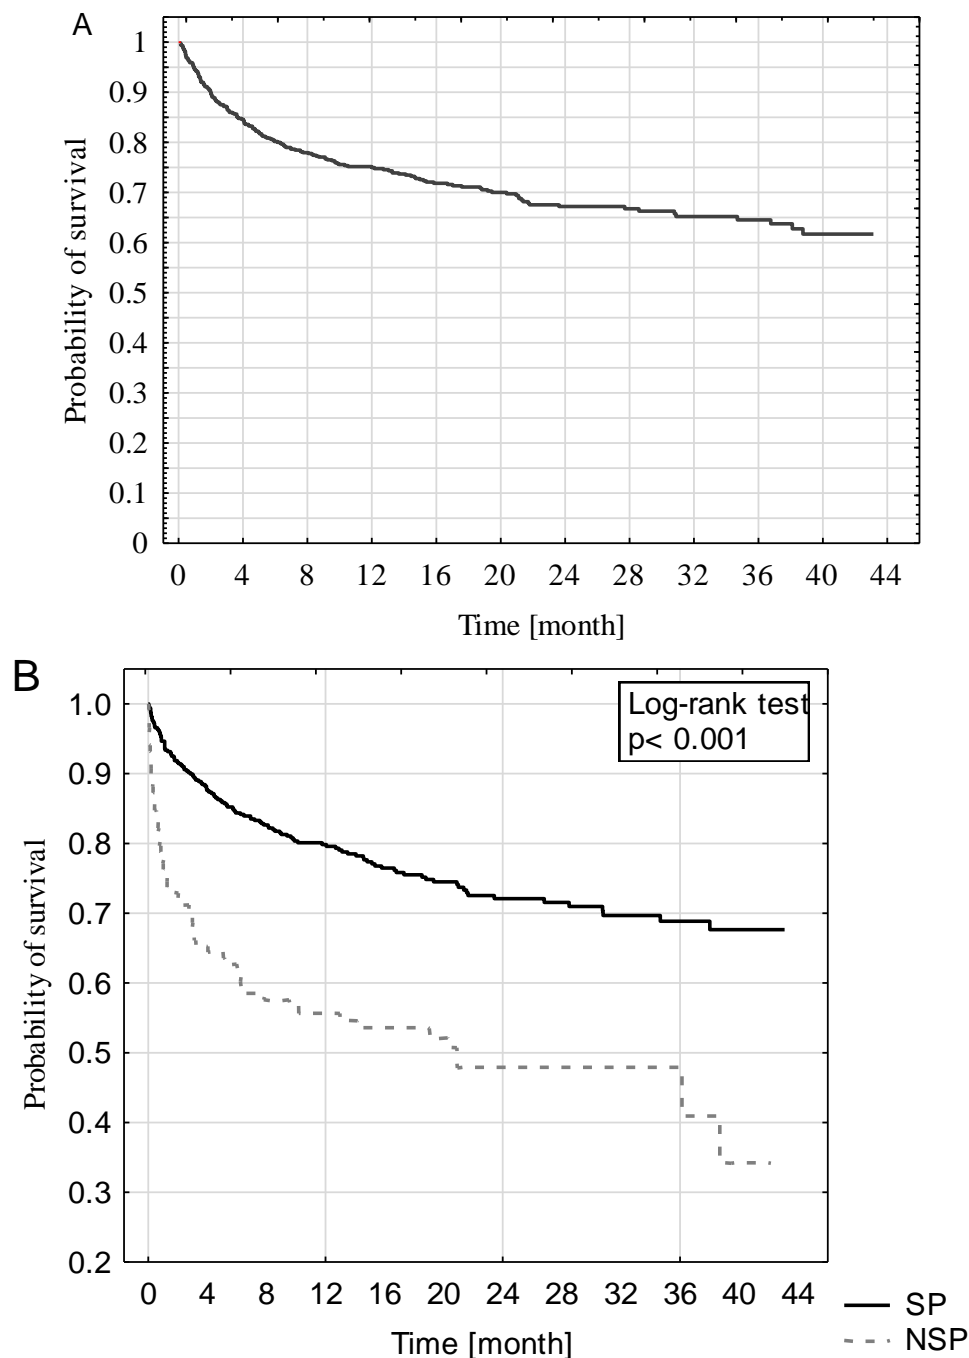 A
1
0.9
0.8
0.7
0.6
0.5
0.4
0.3
0.2
0.1
0
Probability of survival
0 4 8 12 16 20 24 28 32 36 40 44
Time [month]
B
Log-rank test
p< 0.001
1.0
0.9
0.8
0.7
0.6
0.5
0.4
0.3
0.2
Probability of survival
0 4 8 12 16 20 24 28 32 36 40 44
Time [month]
SP
NSP